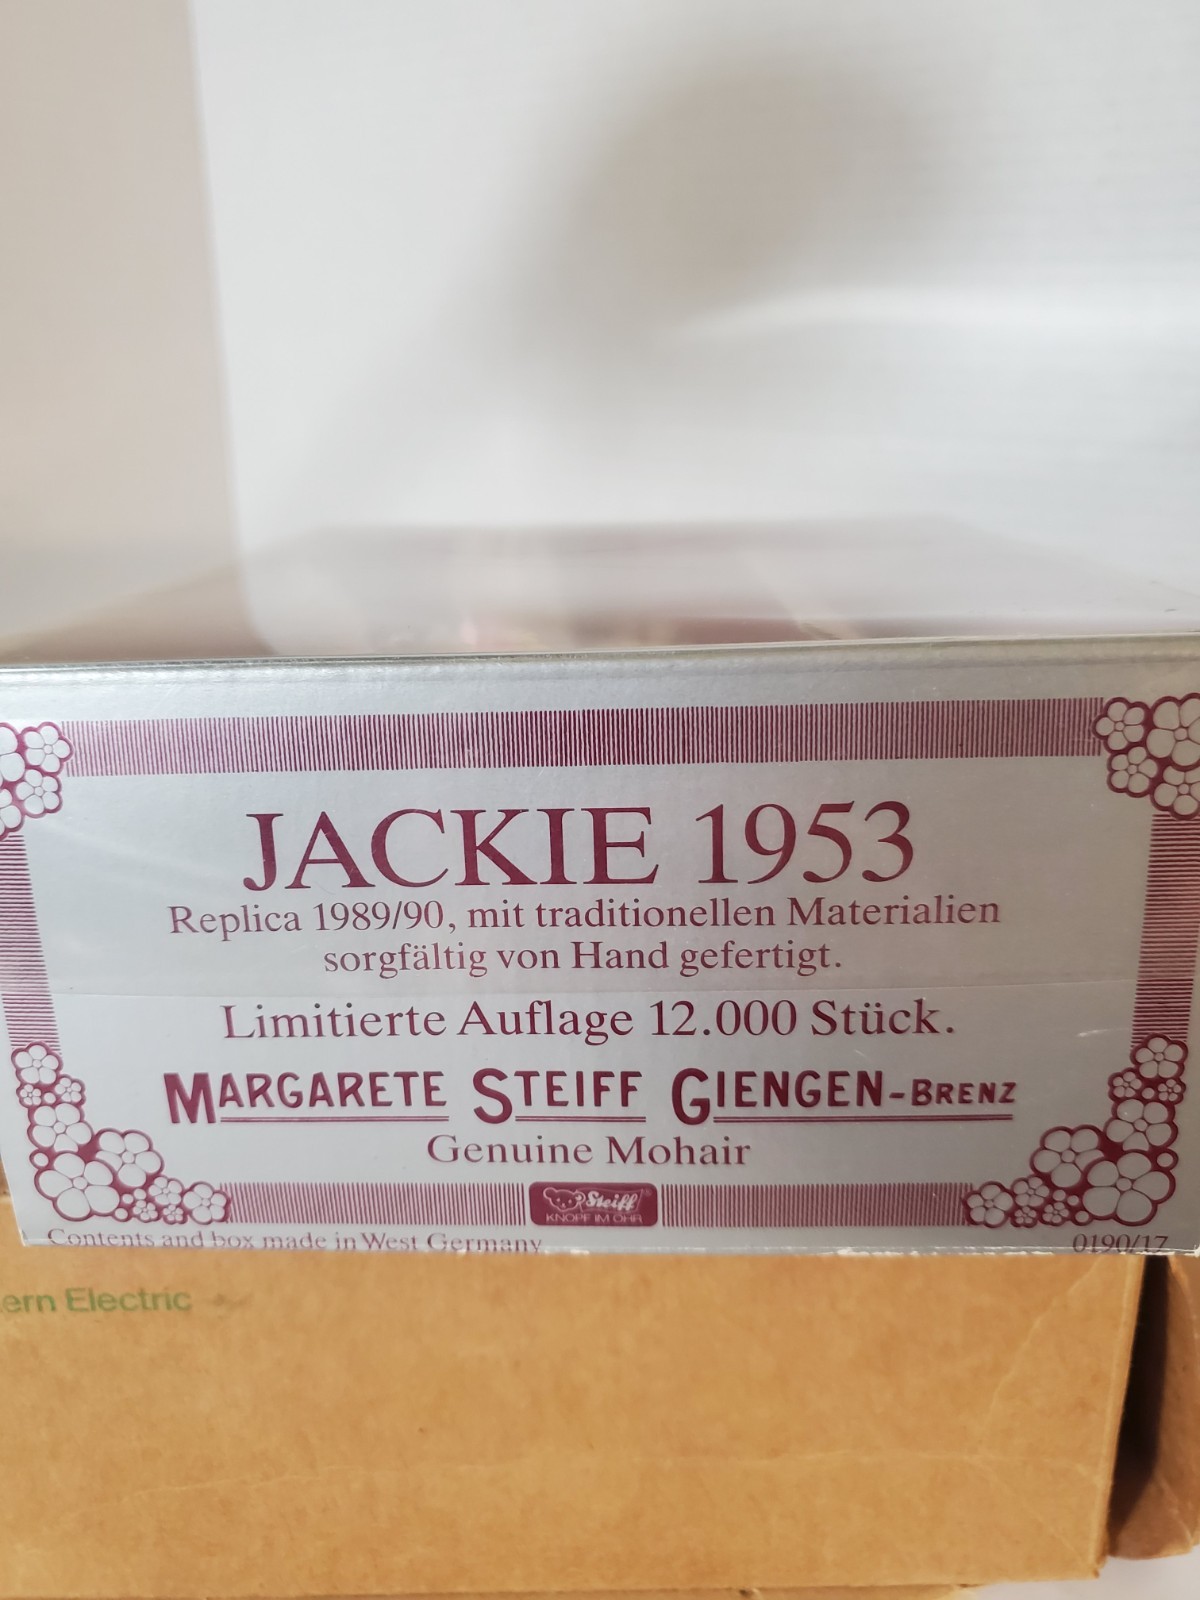 JACKIE 1953
Replica 1989/90, mit traditionellen Materialien
sorgfältig von Hand gefertigt.
Limitierte Auflage 12.000 Stück.
MARGARETE STEIFF GIENGEN-BRENZ
Genuine Mohair
Steiff
KNOPF IM OHR
Contents and box made in West Germany
0190/17
ern Electric